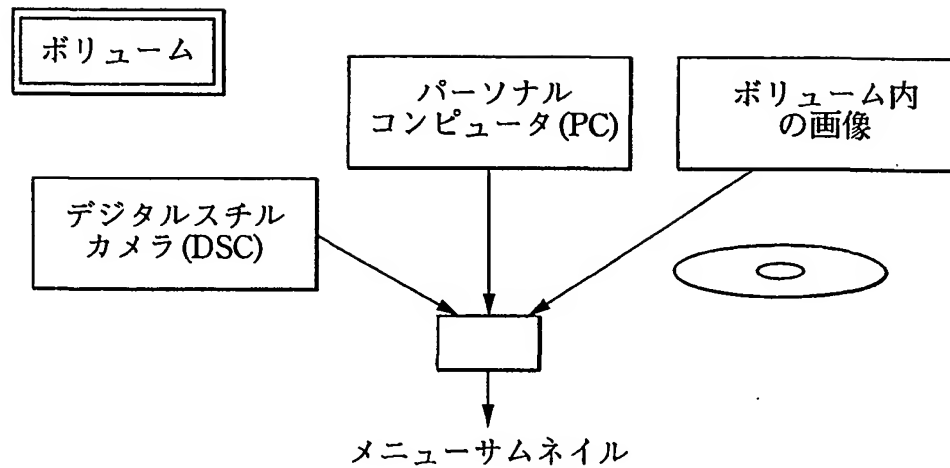 ボリューム
パーソナル
コンピュータ(PC)
ボリューム内
の画像
デジタルスチル
カメラ(DSC)
メニューサムネイル